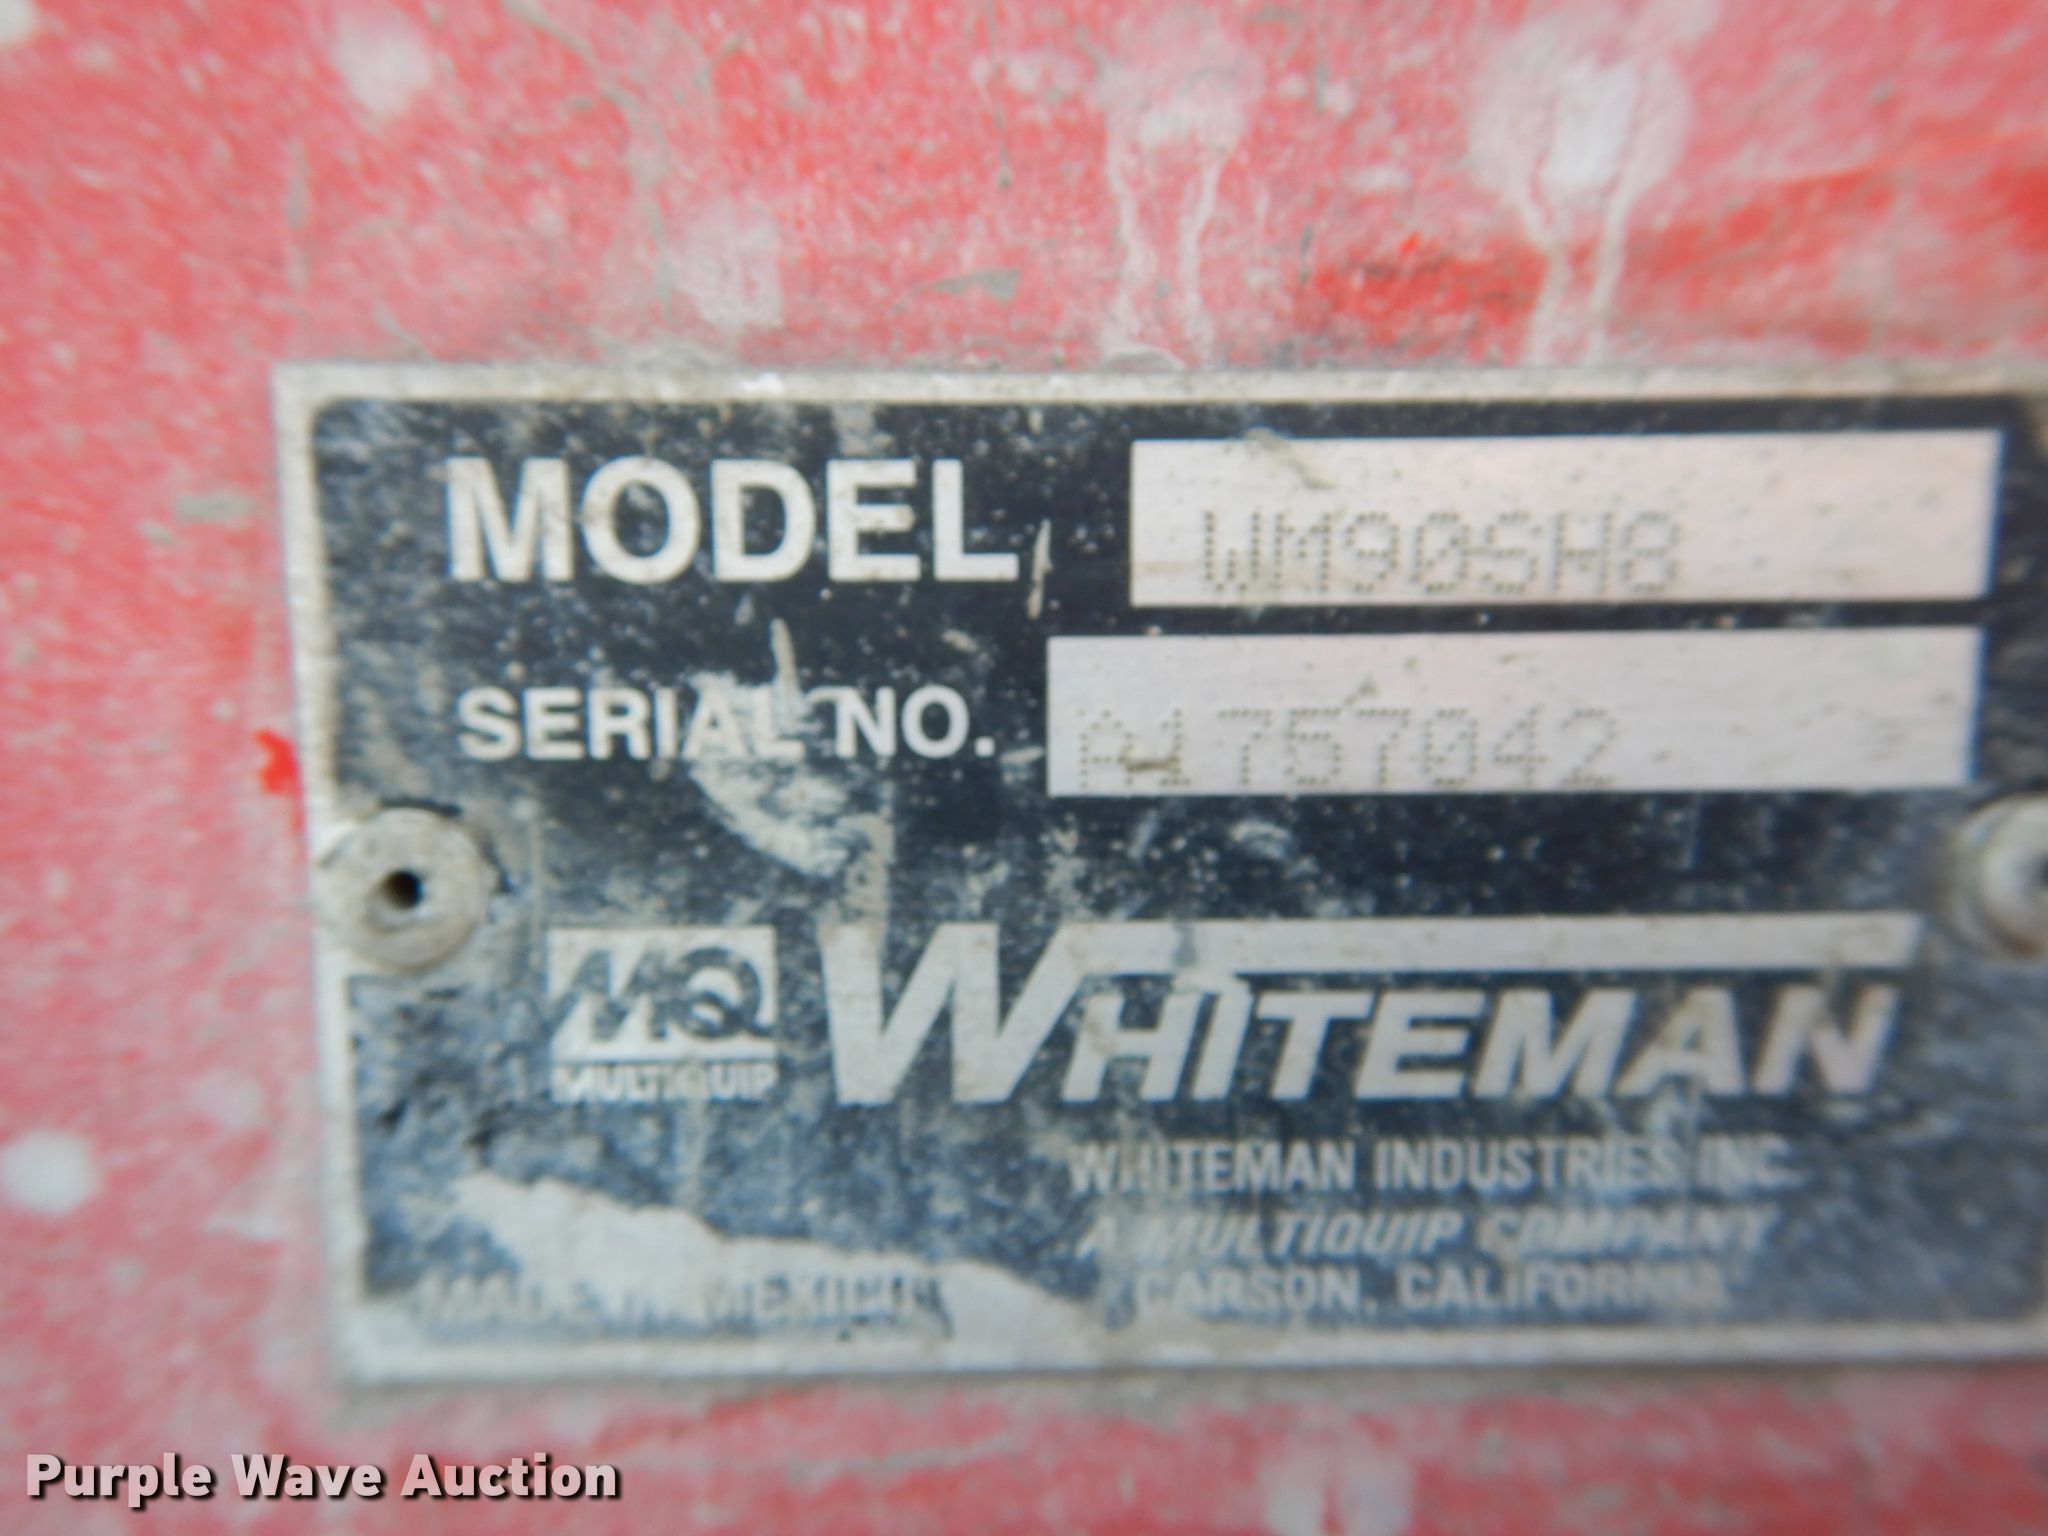 MODEL WM90SH8
SERIAL NO. A1757042
MQ WHITEMAN
MULTIQUIP
WHITEMAN INDUSTRIES INC.
A MULTIQUIP COMPANY
MADE IN MEXICO CARSON, CALIFORNIA
Purple Wave Auction